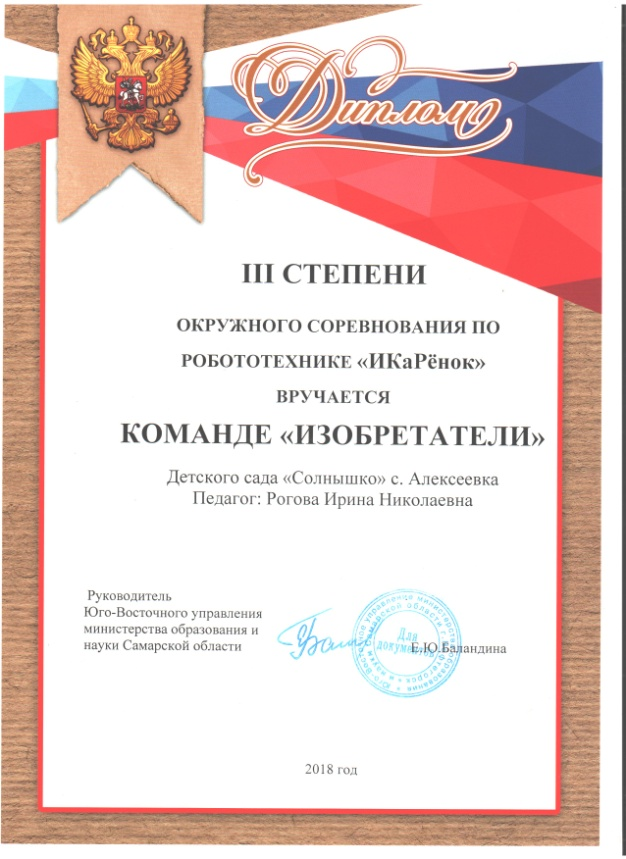 Диплом
III СТЕПЕНИ
ОКРУЖНОГО СОРЕВНОВАНИЯ ПО
РОБОТОТЕХНИКЕ «ИКаРёнок»
ВРУЧАЕТСЯ
КОМАНДЕ «ИЗОБРЕТАТЕЛИ»
Детского сада «Солнышко» с. Алексеевка
Педагог: Рогова Ирина Николаевна
Руководитель
Юго-Восточного управления
министерства образования и
науки Самарской области
Е.Ю.Баландина
Для
документов
2018 год